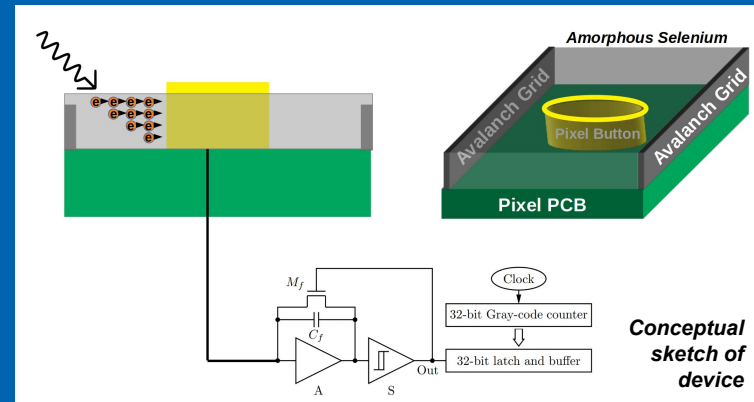 Amorphous Selenium
Avalanch Grid
Pixel Button
Avalanch Grid
Pixel PCB
e e e e
e e e
e e
e
M_f
C_f
A
S
Out
Clock
32-bit Gray-code counter
32-bit latch and buffer
Conceptual
sketch of
device